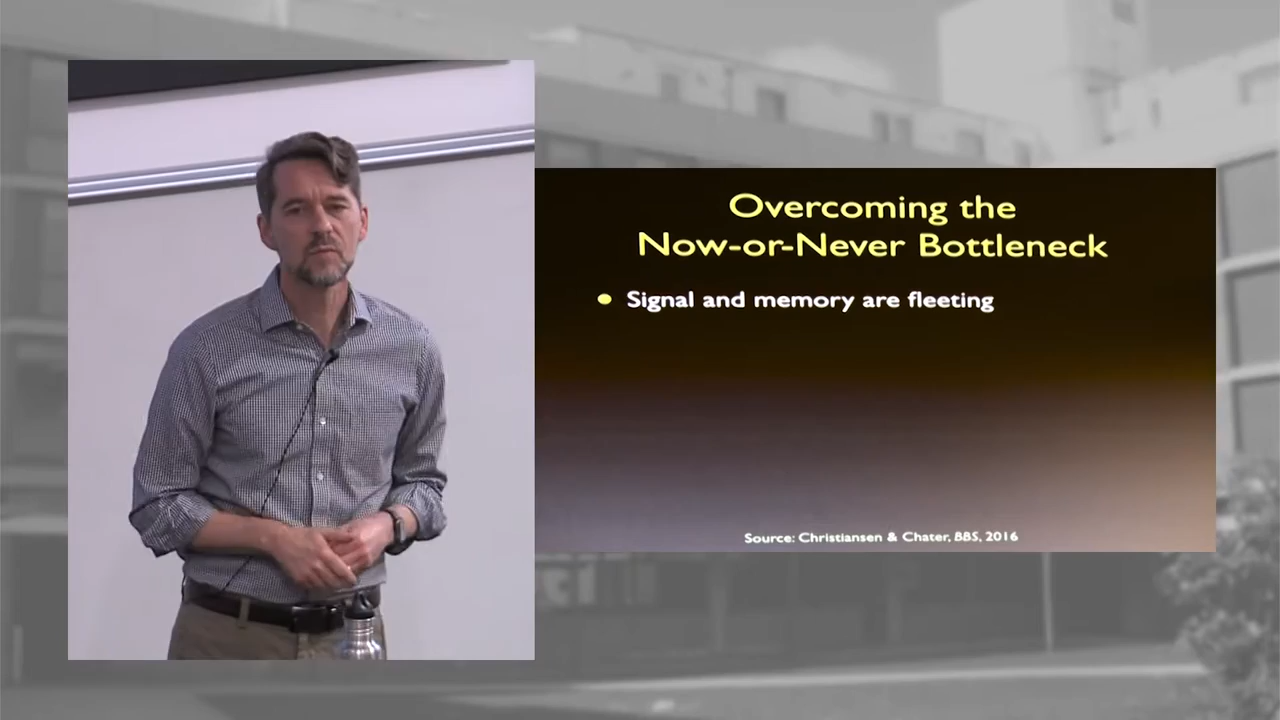 Overcoming the
Now-or-Never Bottleneck
Signal and memory are fleeting
Source: Christiansen & Chater, BBS, 2016